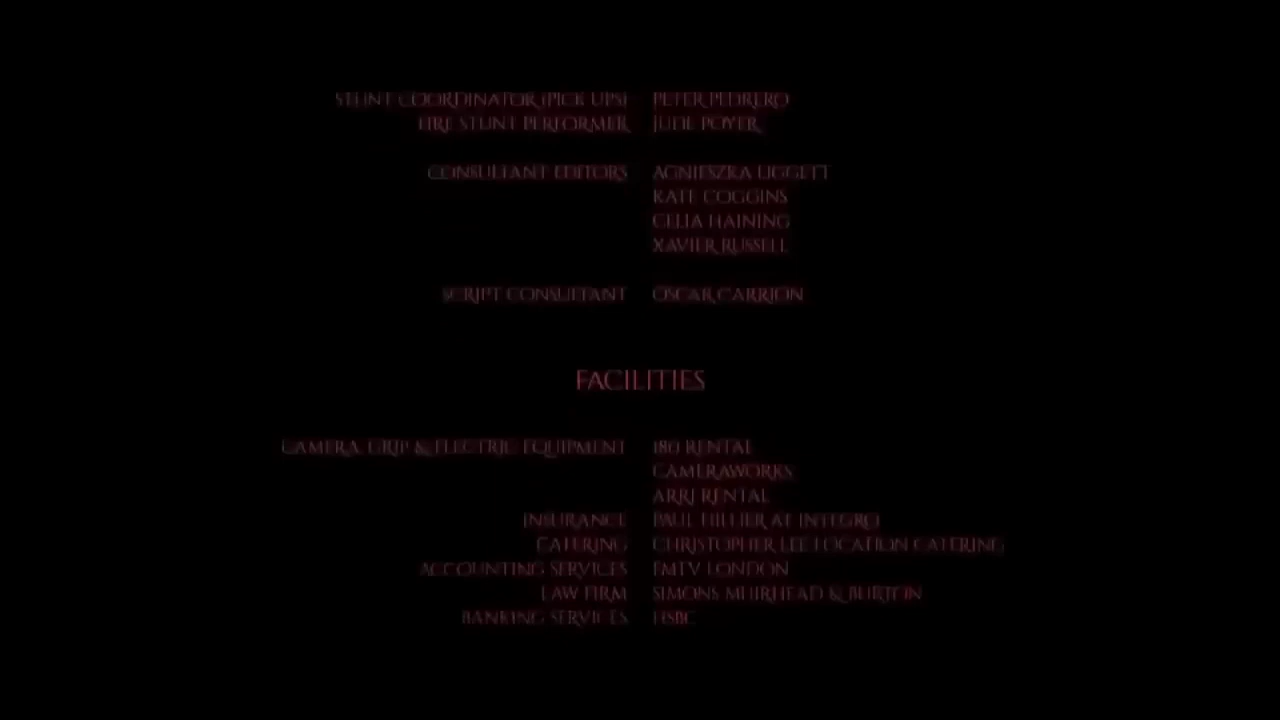 STUNT COORDINATOR (PICK UPS) PETER PEDRERO
FIRE STUNT PERFORMER JUDE POYER
CONSULTANT EDITORS AGNIESZKA LIGGETT
KATE COGGINS
CELIA HAINING
XAVIER RUSSELL
SCRIPT CONSULTANT OSCAR CARRION
FACILITIES
CAMERA, GRIP & ELECTRIC EQUIPMENT 180 RENTAL
CAMERAWORKS
ARRI RENTAL
INSURANCE PAUL HILLIER AT INTEGRO
CATERING CHRISTOPHER LEE LOCATION CATERING
ACCOUNTING SERVICES FMTV LONDON
LAW FIRM SIMONS MUIRHEAD & BURTON
BANKING SERVICES HSBC